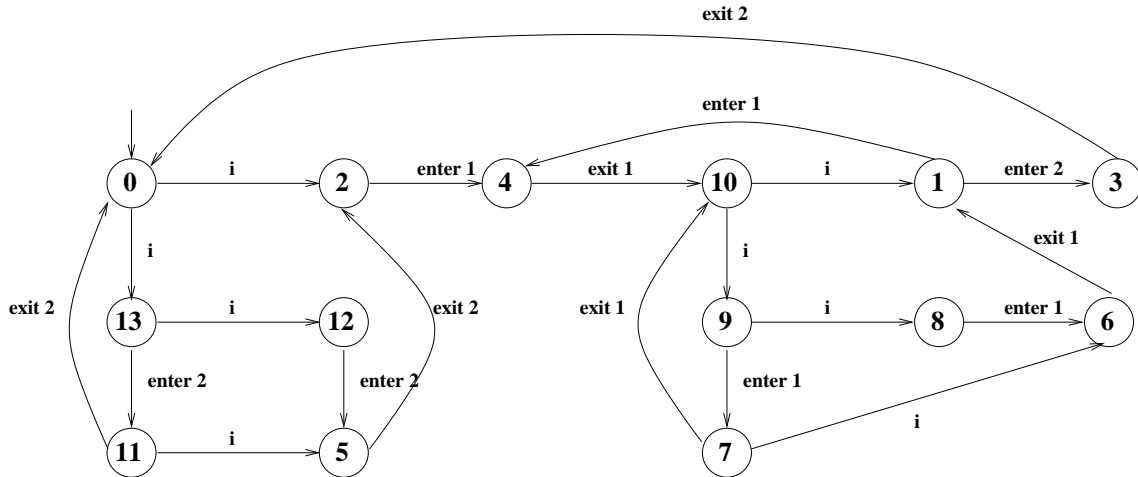 exit 2
enter 1
0
i
2
enter 1
4
exit 1
10
i
1
enter 2
3
i
i
exit 1
exit 2
13
i
12
exit 2
exit 1
9
i
8
enter 1
6
enter 2
enter 2
enter 1
11
i
5
7
i